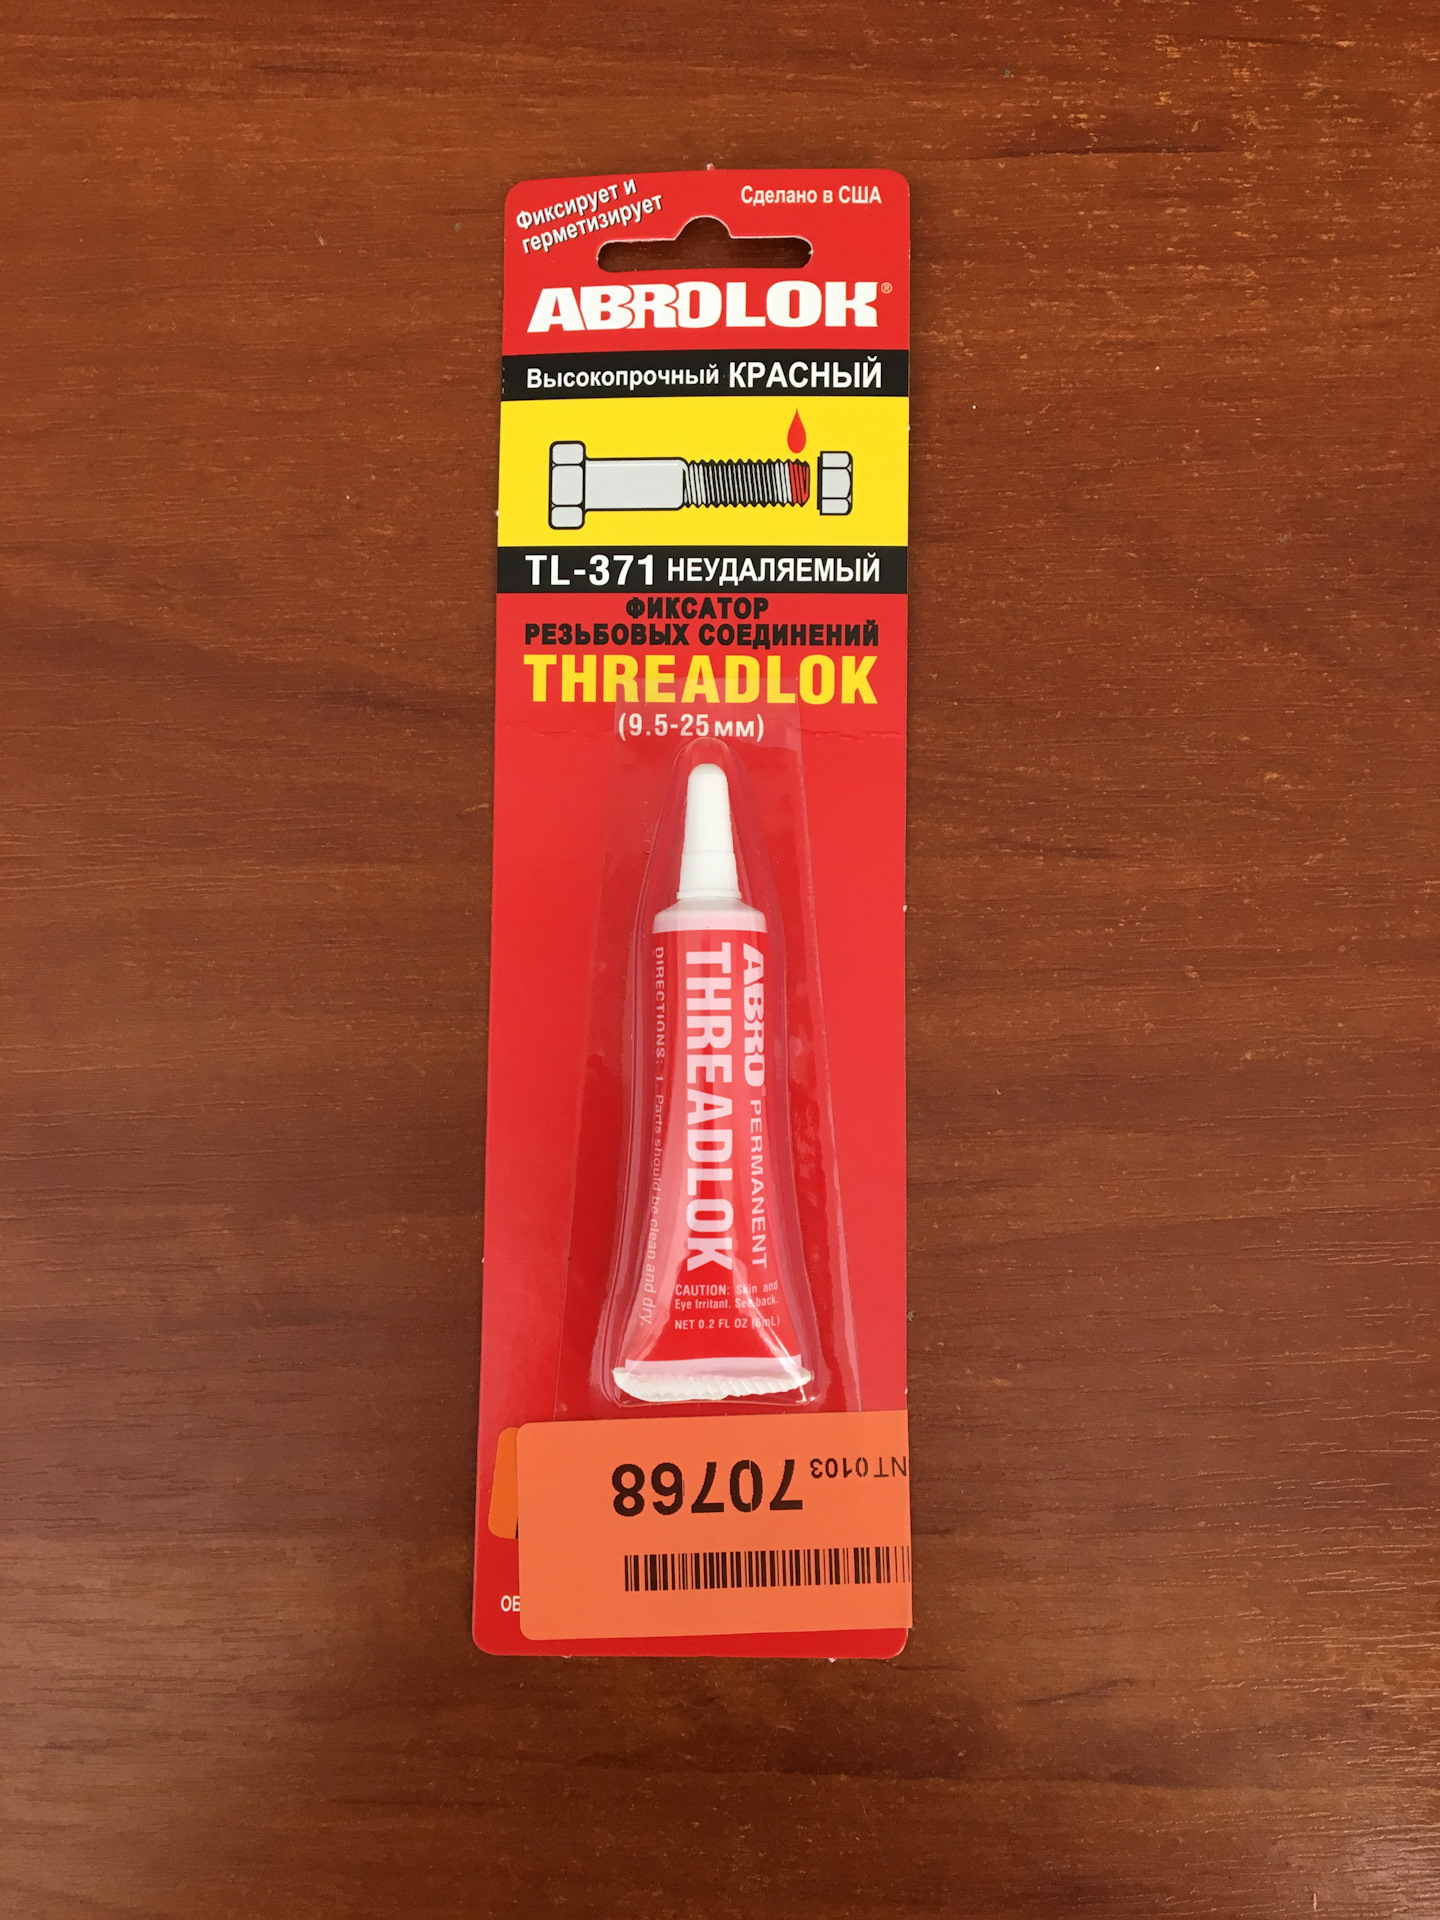 Фиксирует и
герметизирует
Сделано в США
ABROLOK®
Высокопрочный КРАСНЫЙ
TL-371 НЕУДАЛЯЕМЫЙ
ФИКСАТОР
РЕЗЬБОВЫХ СОЕДИНЕНИЙ
THREADLOK
(9.5-25мм)
ABRO® PERMANENT
THREADLOK
DIRECTIONS: 1. Parts should be clean and dry.
CAUTION: Skin and
Eye Irritant. See back.
NET 0.2 FL OZ (6mL)
NT0103
70768